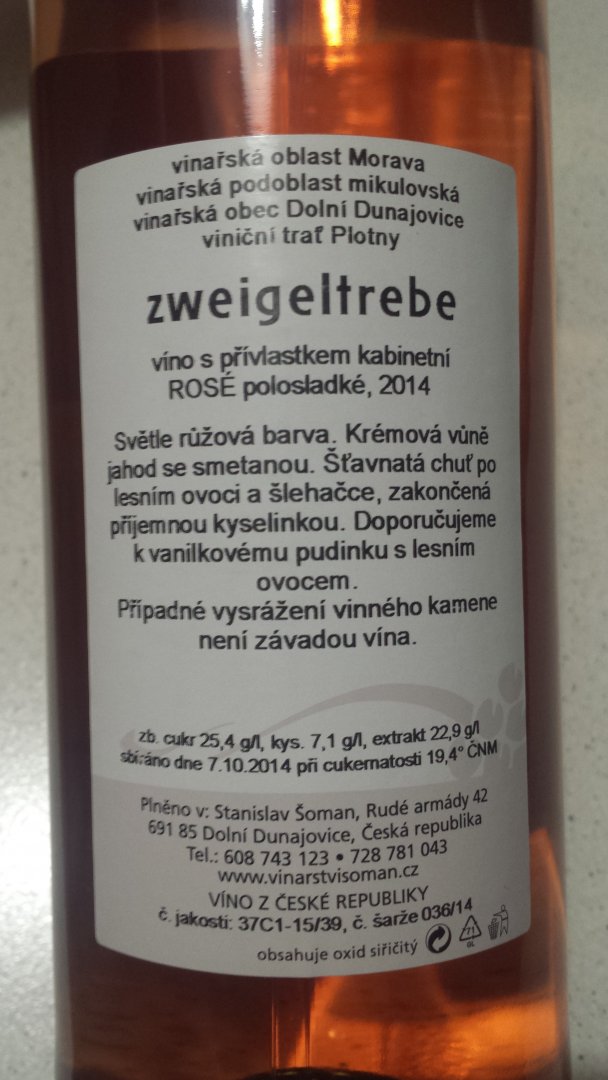 vinařská oblast Morava
vinařská podoblast mikulovská
vinařská obec Dolní Dunajovice
viniční trať Plotny
zweigeltrebe
víno s přívlastkem kabinetní
ROSÉ polosladké, 2014
Světle růžová barva. Krémová vůně
jahod se smetanou. Šťavnatá chuť po
lesním ovoci a šlehačce, zakončená
příjemnou kyselinkou. Doporučujeme
k vanilkovému pudinku s lesním
ovocem.
Případné vysrážení vinného kamene
není závadou vína.
zb. cukr 25,4 g/l, kys. 7,1 g/l, extrakt 22,9 g/l
sbíráno dne 7.10.2014 při cukernatosti 19,4° ČNM
Plněno v: Stanislav Šoman, Rudé armády 42
691 85 Dolní Dunajovice, Česká republika
Tel.: 608 743 123 • 728 781 043
www.vinarstvisoman.cz
VÍNO Z ČESKÉ REPUBLIKY
č. jakosti: 37C1-15/39, č. šarže 036/14
obsahuje oxid siřičitý
71
GL